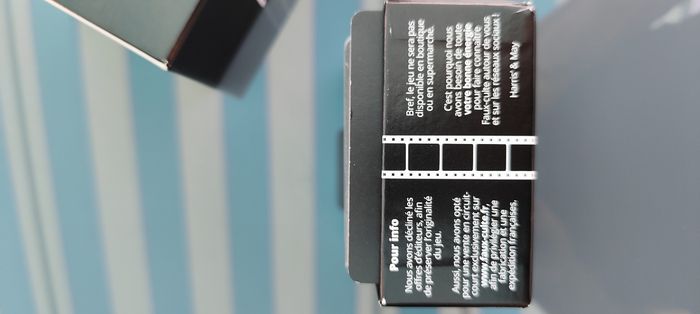 Pour info
Nous avons décliné les
offres d'éditeurs, afin
de préserver l'originalité
du jeu.
Aussi, nous avons opté
pour une vente en circuit-
court exclusivement sur
www.faux-culte.fr,
afin de privilégier une
fabrication et une
expédition françaises.
Bref, le jeu ne sera pas
disponible en boutique
ou en supermarché.
C'est pourquoi nous
avons besoin de toute
votre bonne énergie
pour faire connaître
Faux-culte autour de vous
et sur les réseaux sociaux !
Harris & May